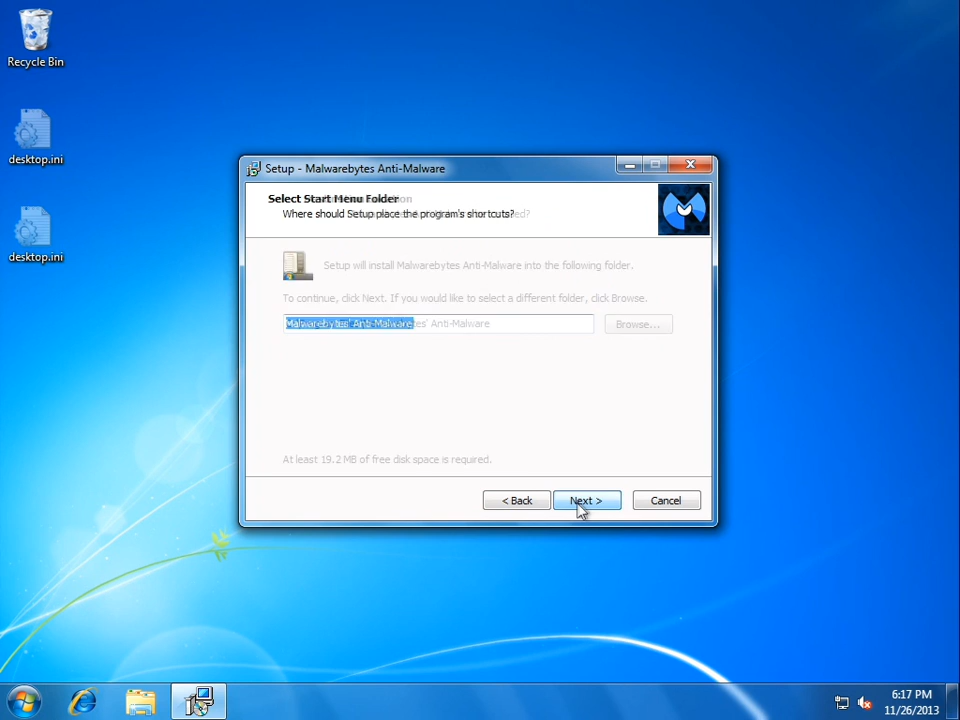 Recycle Bin
desktop.ini
desktop.ini
Setup - Malwarebytes Anti-Malware
Select Start Menu Folder
Where should Setup place the program's shortcuts?
Setup will install Malwarebytes Anti-Malware into the following folder.
To continue, click Next. If you would like to select a different folder, click Browse.
Malwarebytes' Anti-Malware
Browse...
At least 19.2 MB of free disk space is required.
< Back
Next >
Cancel
6:17 PM
11/26/2013